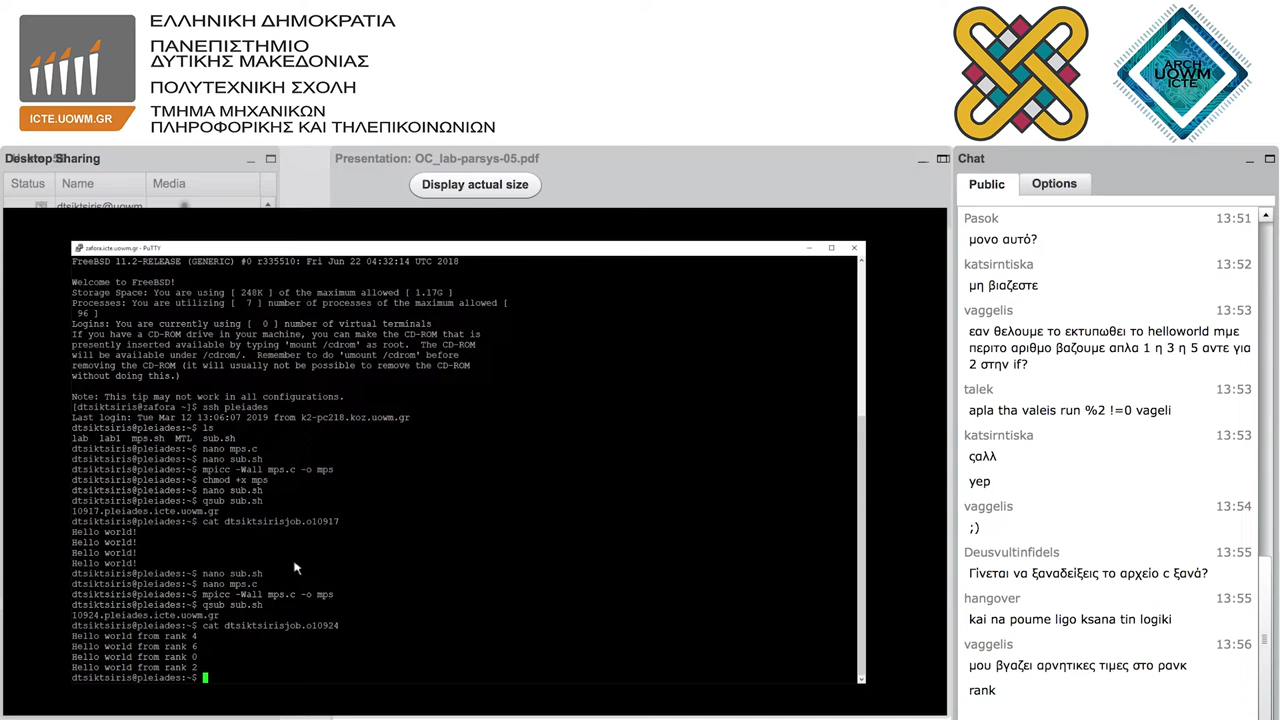 ΕΛΛΗΝΙΚΗ ΔΗΜΟΚΡΑΤΙΑ
ΠΑΝΕΠΙΣΤΗΜΙΟ
ΔΥΤΙΚΗΣ ΜΑΚΕΔΟΝΙΑΣ
ΠΟΛΥΤΕΧΝΙΚΗ ΣΧΟΛΗ
ΤΜΗΜΑ ΜΗΧΑΝΙΚΩΝ
ΠΛΗΡΟΦΟΡΙΚΗΣ ΚΑΙ ΤΗΛΕΠΙΚΟΙΝΩΝΙΩΝ
ICTE.UOWM.GR
ARCH
UOWM
ICTE
Desktop Sharing
Status Name Media
dtsiktsiris@uowm
Presentation: OC_lab-parsys-05.pdf
Display actual size
zafora.icte.uowm.gr - PuTTY
FreeBSD 11.2-RELEASE (GENERIC) #0 r335510: Fri Jun 22 04:32:14 UTC 2018
Welcome to FreeBSD!
Storage Space: You are using [ 248K ] of the maximum allowed [ 1.17G ]
Processes: You are utilizing [ 7 ] number of processes of the maximum allowed [
96 ]
Logins: You are currently using [ 0 ] number of virtual terminals
If you have a CD-ROM drive in your machine, you can make the CD-ROM that is
presently inserted available by typing 'mount /cdrom' as root. The CD-ROM
will be available under /cdrom/. Remember to do 'umount /cdrom' before
removing the CD-ROM (it will usually not be possible to remove the CD-ROM
without doing this.)
Note: This tip may not work in all configurations.
[dtsiktsiris@zafora ~]$ ssh pleiades
Last login: Tue Mar 12 13:06:07 2019 from k2-pc218.koz.uowm.gr
dtsiktsiris@pleiades:~$ ls
lab lab1 mps.sh MTL sub.sh
dtsiktsiris@pleiades:~$ nano mps.c
dtsiktsiris@pleiades:~$ nano sub.sh
dtsiktsiris@pleiades:~$ mpicc -Wall mps.c -o mps
dtsiktsiris@pleiades:~$ chmod +x mps
dtsiktsiris@pleiades:~$ nano sub.sh
dtsiktsiris@pleiades:~$ qsub sub.sh
10917.pleiades.icte.uowm.gr
dtsiktsiris@pleiades:~$ cat dtsiktsirisjob.o10917
Hello world!
Hello world!
Hello world!
Hello world!
dtsiktsiris@pleiades:~$ nano sub.sh
dtsiktsiris@pleiades:~$ nano mps.c
dtsiktsiris@pleiades:~$ mpicc -Wall mps.c -o mps
dtsiktsiris@pleiades:~$ qsub sub.sh
10924.pleiades.icte.uowm.gr
dtsiktsiris@pleiades:~$ cat dtsiktsirisjob.o10924
Hello world from rank 4
Hello world from rank 6
Hello world from rank 0
Hello world from rank 2
dtsiktsiris@pleiades:~$
Chat
Public Options
Pasok 13:51
μονο αυτό?
katsirntiska 13:52
μη βιαζεστε
vaggelis 13:53
εαν θελουμε το εκτυπωθει το helloworld mme
περιτο αριθμο βαζουμε απλα 1 η 3 η 5 αντε για
2 στην if?
talek 13:53
apla tha valeis run %2 !=0 vageli
katsirntiska 13:53
ςαλλ
yep
vaggelis 13:54
;)
Deusvultinfidels 13:55
Γίνεται να ξαναδείξεις το αρχείο c ξανά?
hangover 13:55
kai na poume ligo ksana tin logiki
vaggelis 13:56
μου βγαζει αρνητικες τιμες στο ρανκ
rank